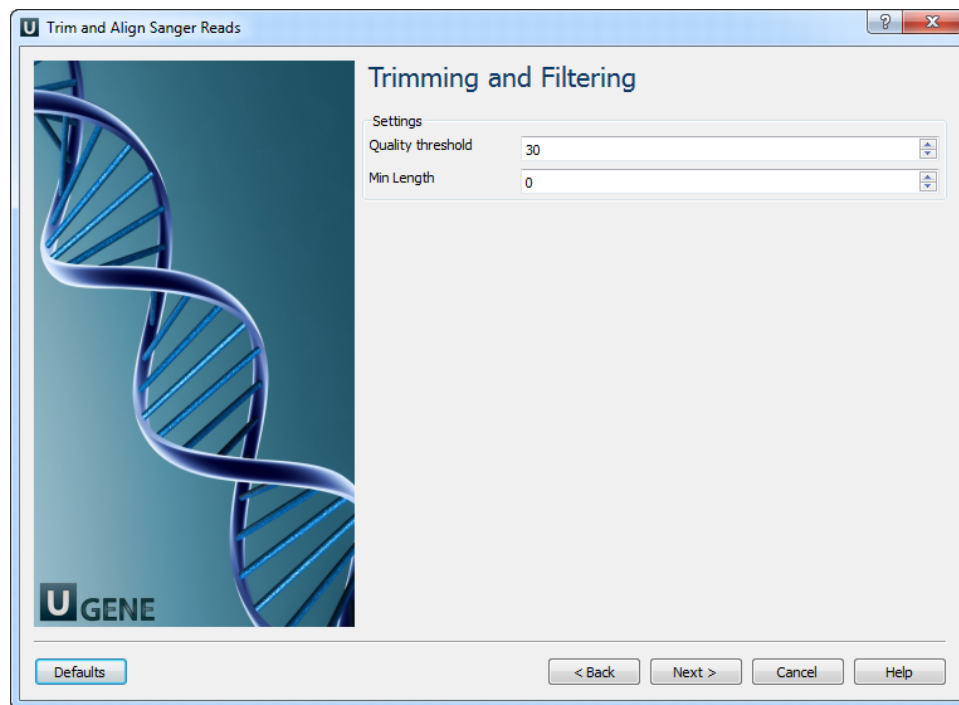 U Trim and Align Sanger Reads
?
X
Trimming and Filtering
Settings
Quality threshold 30
Min Length 0
U GENE
Defaults
< Back
Next >
Cancel
Help